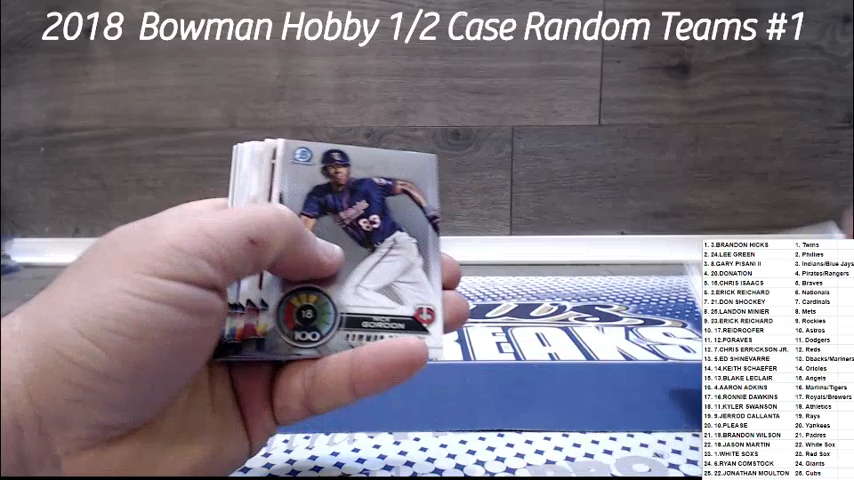 2018 Bowman Hobby 1/2 Case Random Teams #1
83
18
100
NICK
GORDON
BREAKS
1. 3.BRANDON HICKS 1. Twins
2. 24.LEE GREEN 2. Phillies
3. 8.GARY PISANI II 3. Indians/Blue Jays
4. 20.DONATION 4. Pirates/Rangers
5. 15.CHRIS ISAACS 5. Braves
6. 2.ERICK REICHARD 6. Nationals
7. 21.DON SHOCKEY 7. Cardinals
8. 25.LANDON MINIER 8. Mets
9. 23.ERICK REICHARD 9. Rockies
10. 17.REIDROOFER 10. Astros
11. 12.PGRAVES 11. Dodgers
12. 7.CHRIS ERRICKSON JR. 12. Reds
13. 5.ED SHINEVARRE 13. Dbacks/Mariners
14. 14.KEITH SCHAEFER 14. Orioles
15. 13.BLAKE LECLAIR 15. Angels
16. 4.AARON ADKINS 16. Marlins/Tigers
17. 16.RONNIE DAWKINS 17. Royals/Brewers
18. 11.KYLER SWANSON 18. Athletics
19. 9.JERROD CALLANTA 19. Rays
20. 10.PLEASE 20. Yankees
21. 19.BRANDON WILSON 21. Padres
22. 18.JASON MARTIN 22. White Sox
23. 1.WHITE SOXS 23. Red Sox
24. 6.RYAN COMSTOCK 24. Giants
25. 22.JONATHAN MOULTON 25. Cubs